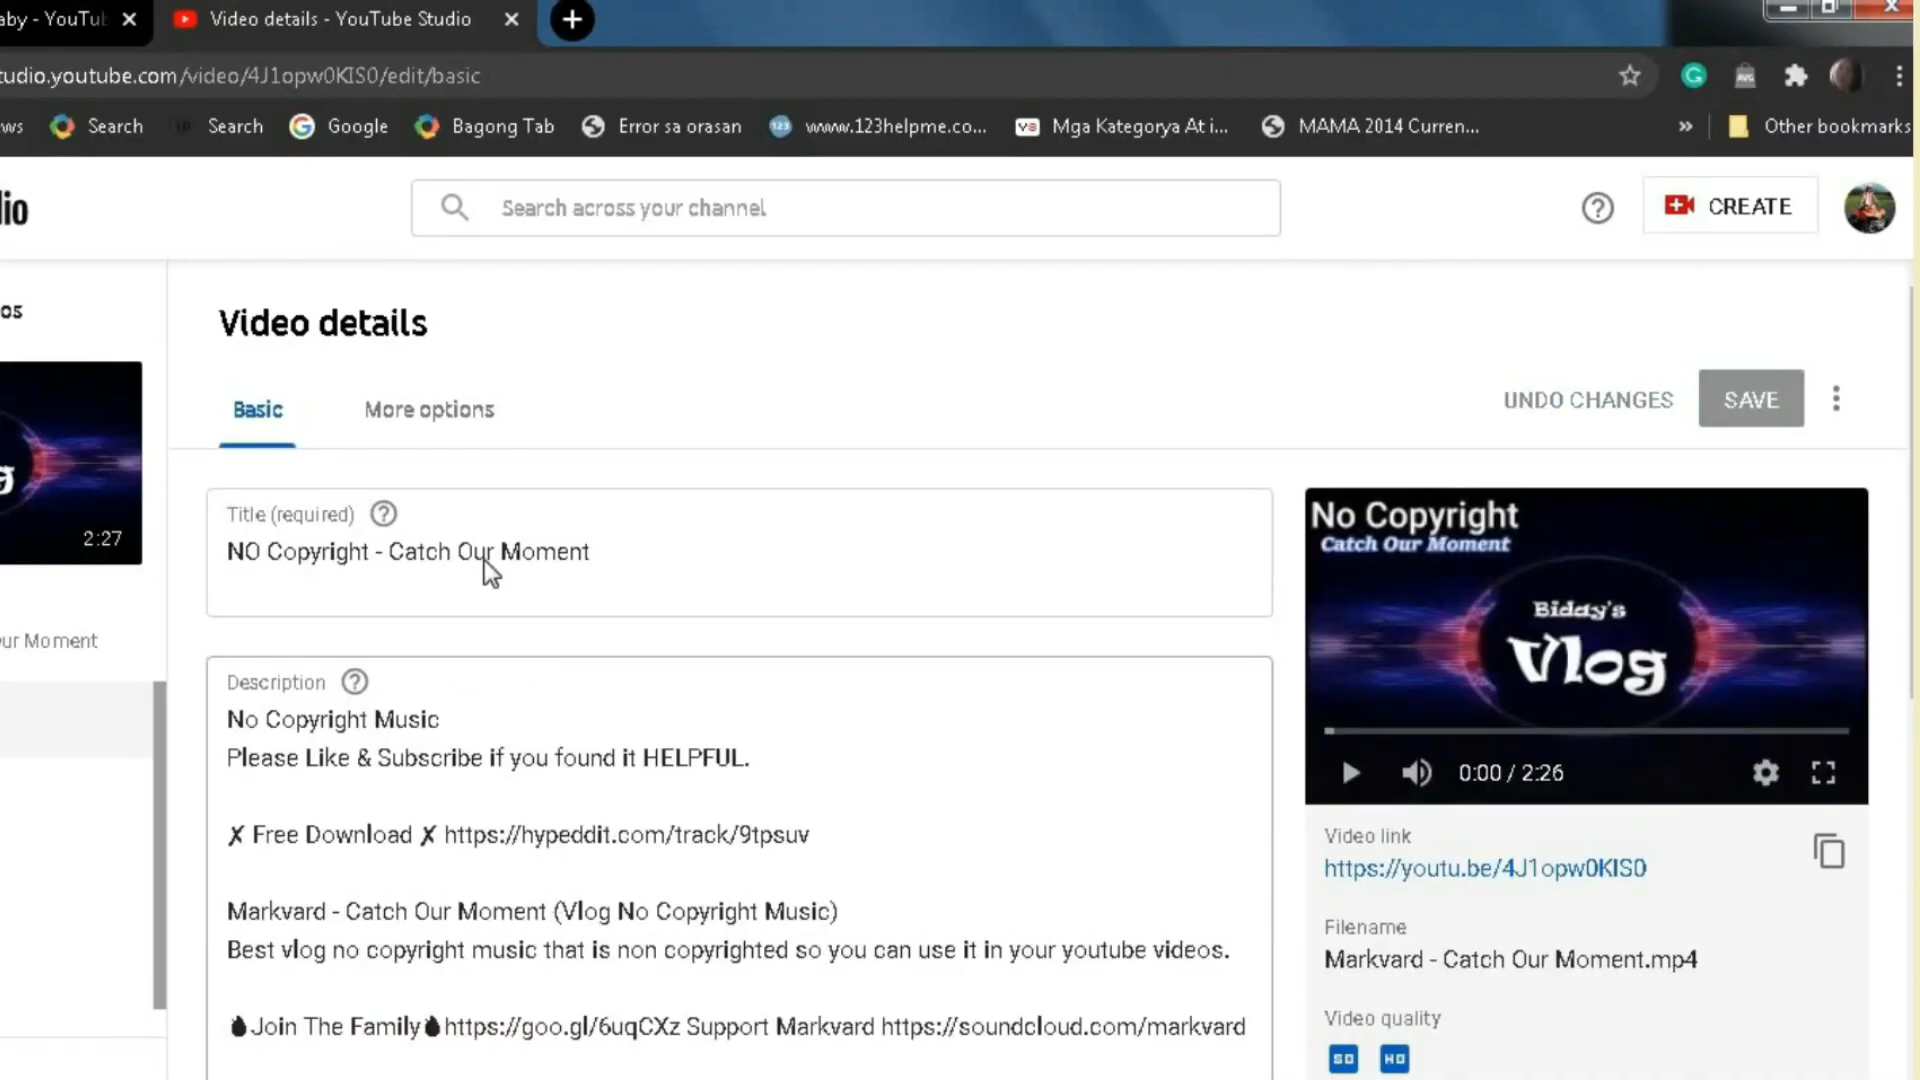 aby - YouTub
Video details - YouTube Studio
tudio.youtube.com/video/4J1opw0KIS0/edit/basic
ws
Search
Search
Google
Bagong Tab
Error sa orasan
www.123helpme.co...
Mga Kategorya At i...
MAMA 2014 Curren...
»
Other bookmarks
dio
Search across your channel
CREATE
os
Video details
Basic
More options
UNDO CHANGES
SAVE
2:27
ur Moment
Title (required)
NO Copyright - Catch Our Moment
Description
No Copyright Music
Please Like & Subscribe if you found it HELPFUL.
✗ Free Download ✗ https://hypeddit.com/track/9tpsuv
Markvard - Catch Our Moment (Vlog No Copyright Music)
Best vlog no copyright music that is non copyrighted so you can use it in your youtube videos.
Join The Family https://goo.gl/6uqCXz Support Markvard https://soundcloud.com/markvard
No Copyright
Catch Our Moment
Biday's
Vlog
0:00 / 2:26
Video link
https://youtu.be/4J1opw0KIS0
Filename
Markvard - Catch Our Moment.mp4
Video quality
SD
HD